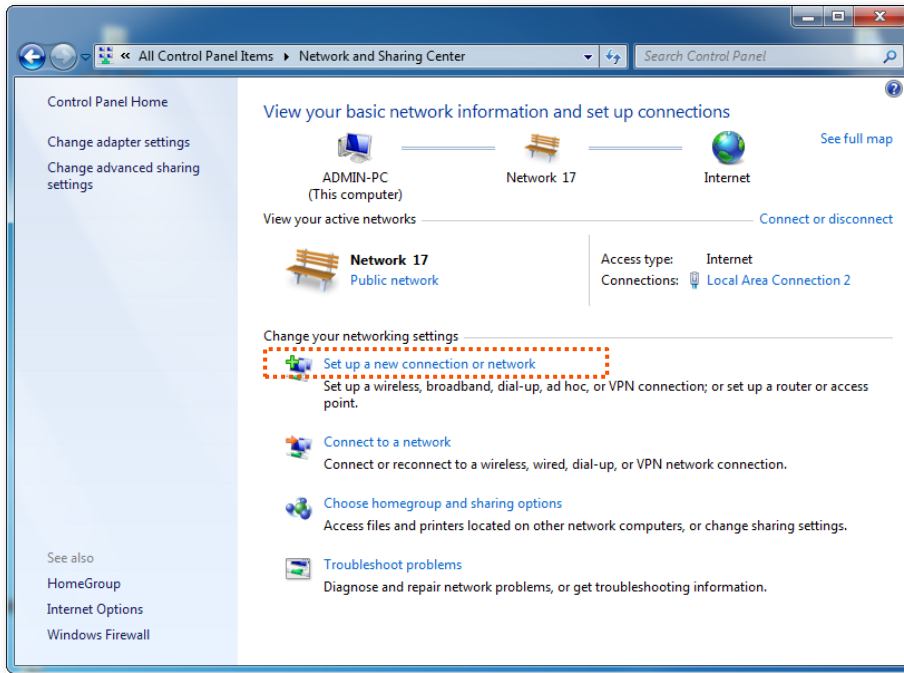 « All Control Panel Items ▸ Network and Sharing Center
Search Control Panel
Control Panel Home
Change adapter settings
Change advanced sharing
settings
See also
HomeGroup
Internet Options
Windows Firewall
View your basic network information and set up connections
See full map
ADMIN-PC
(This computer)
Network 17
Internet
View your active networks
Connect or disconnect
Network 17
Public network
Access type: Internet
Connections: Local Area Connection 2
Change your networking settings
Set up a new connection or network
Set up a wireless, broadband, dial-up, ad hoc, or VPN connection; or set up a router or access
point.
Connect to a network
Connect or reconnect to a wireless, wired, dial-up, or VPN network connection.
Choose homegroup and sharing options
Access files and printers located on other network computers, or change sharing settings.
Troubleshoot problems
Diagnose and repair network problems, or get troubleshooting information.